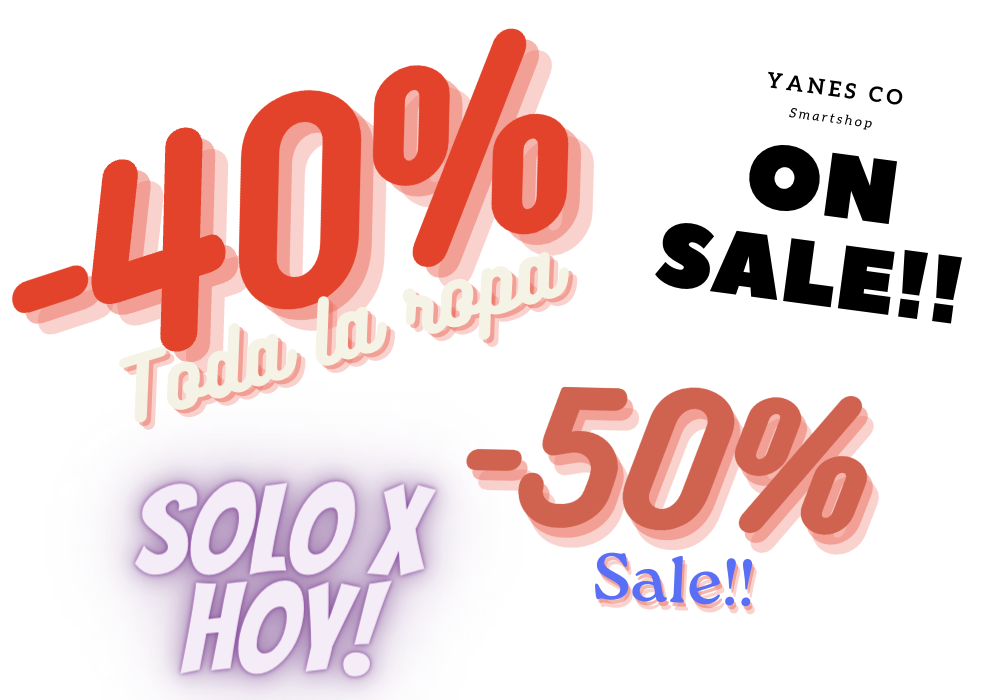 -40%
Toda la ropa
YANES CO
Smartshop
ON
SALE!!
-50%
Sale!!
SOLO X
HOY!